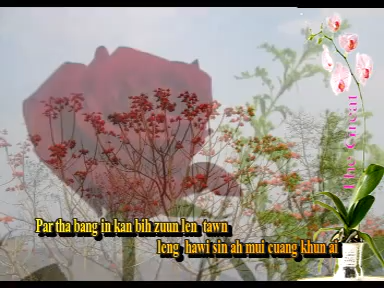 Par tha bang in kan bih zuun len tawn
leng hawi sin ah mui cuang khun ai
The Great